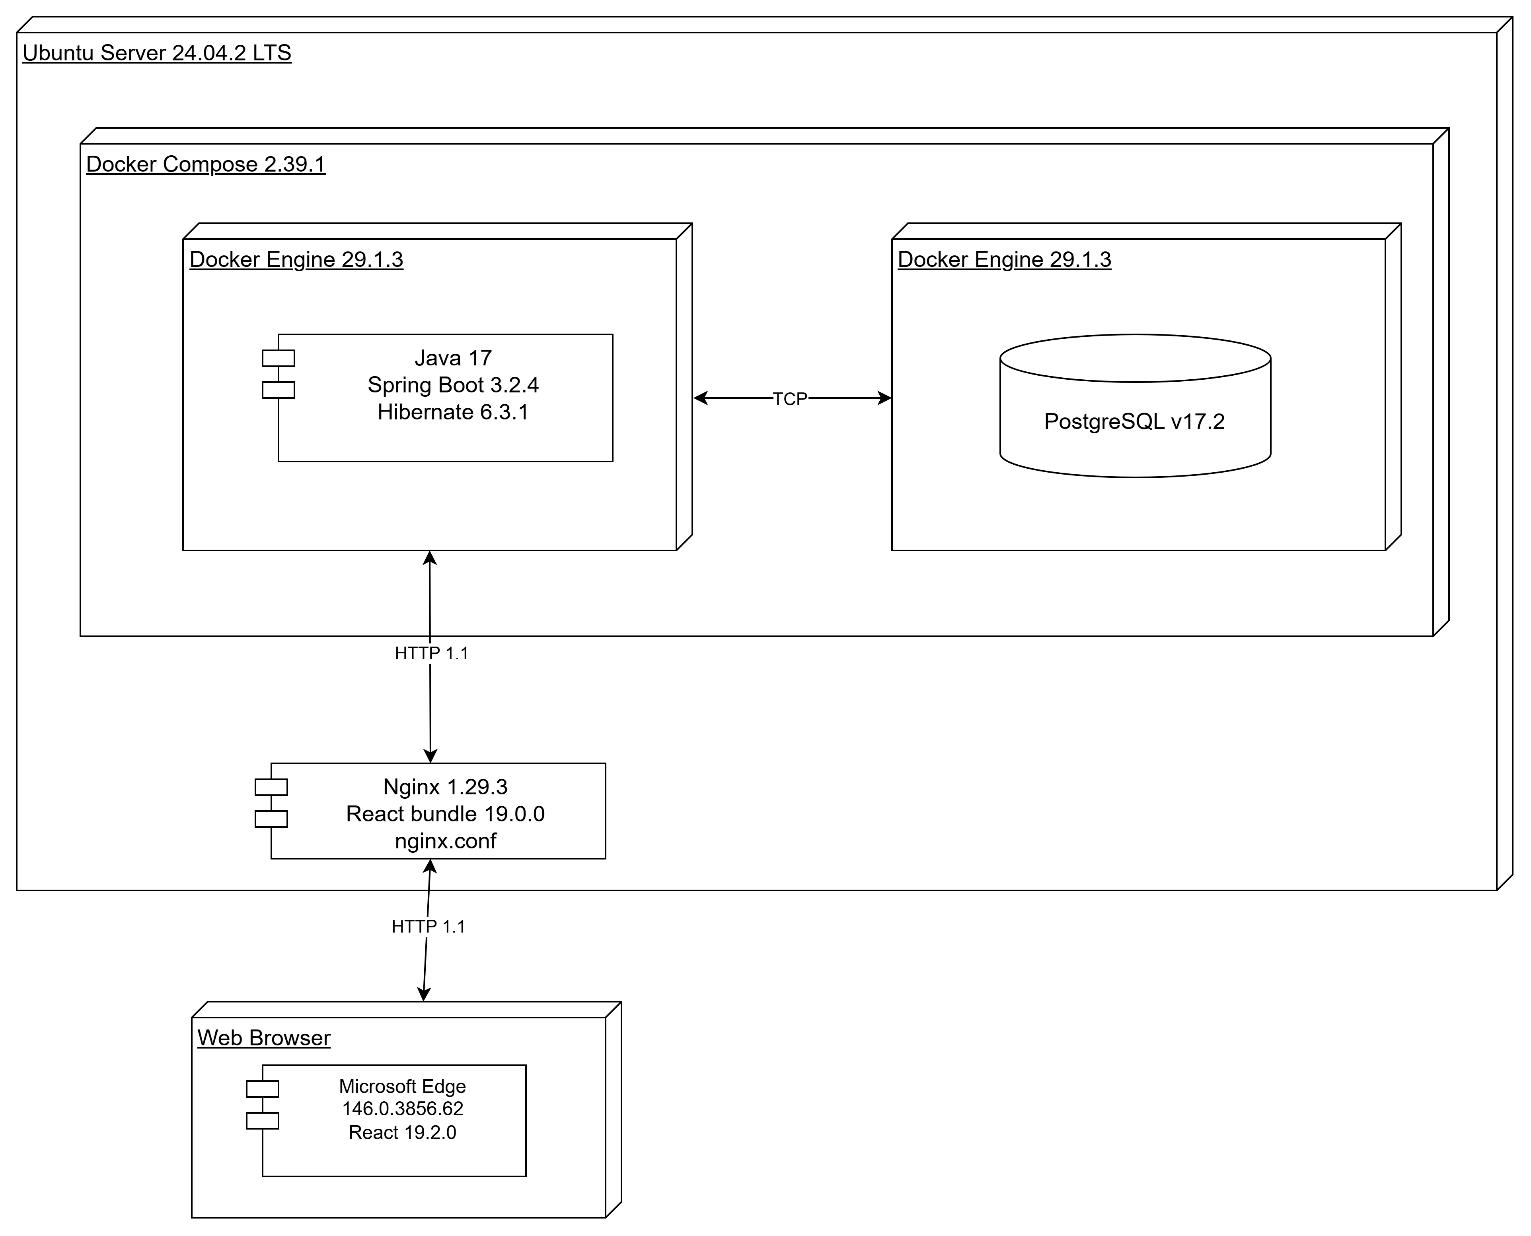 Ubuntu Server 24.04.2 LTS
Docker Compose 2.39.1
Docker Engine 29.1.3
Java 17
Spring Boot 3.2.4
Hibernate 6.3.1
TCP
Docker Engine 29.1.3
PostgreSQL v17.2
HTTP 1.1
Nginx 1.29.3
React bundle 19.0.0
nginx.conf
HTTP 1.1
Web Browser
Microsoft Edge
146.0.3856.62
React 19.2.0